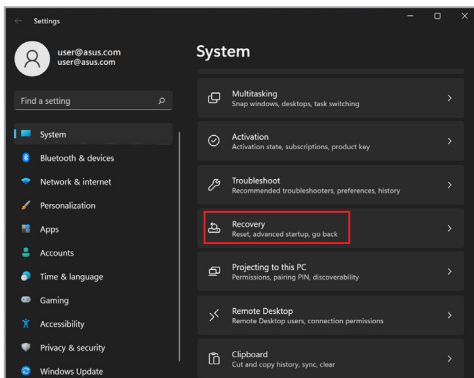 Settings
user@asus.com
user@asus.com
Find a setting
System
Bluetooth & devices
Network & internet
Personalization
Apps
Accounts
Time & language
Gaming
Accessibility
Privacy & security
Windows Update
System
Multitasking
Snap windows, desktops, task switching
Activation
Activation state, subscriptions, product key
Troubleshoot
Recommended troubleshooters, preferences, history
Recovery
Reset, advanced startup, go back
Projecting to this PC
Permissions, pairing PIN, discoverability
Remote Desktop
Remote Desktop users, connection permissions
Clipboard
Cut and copy history, sync, clear